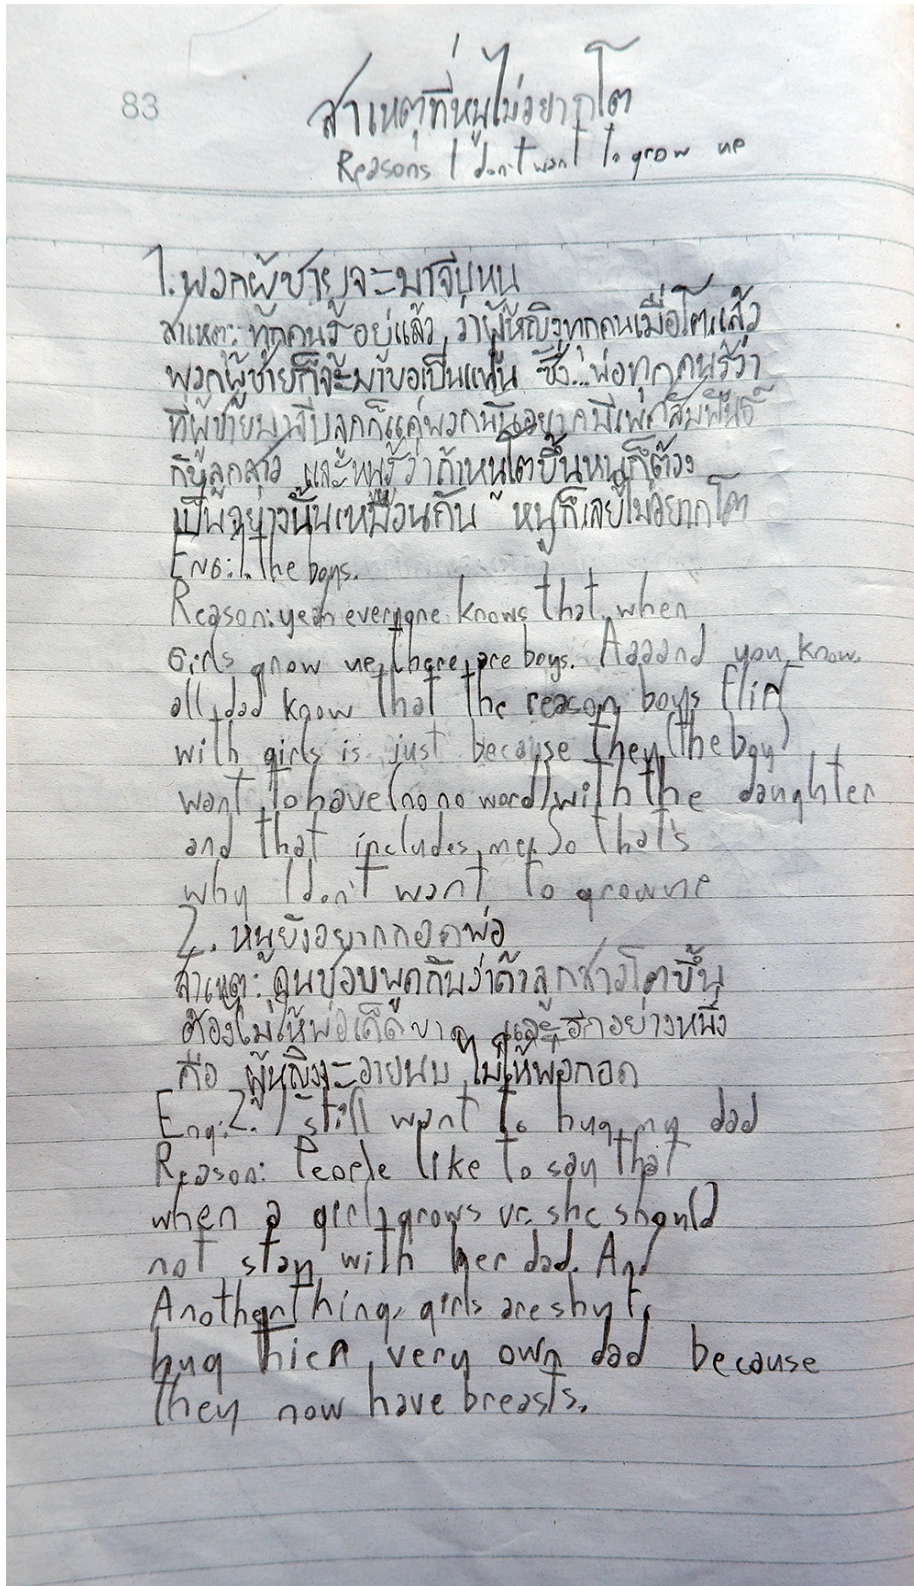 83
สาเหตุที่หนูไม่อยากโต
Reasons I don't want to grow up
1. พวกผู้ชายจะมาจีบหนู
สาเหตุ: ทุกคนรู้อยู่แล้ว ว่าผู้หญิงทุกคนเมื่อโตแล้ว
พวกผู้ชายก็จะมาขอเป็นแฟน ซึ่ง... พ่อทุกคนรู้ว่า
ที่ผู้ชายมาจีบลูกก็แค่พวกนั้นอยากมีเพศสัมพันธ์
กับลูกสาว และหนูรู้ว่าถ้าหนูโตขึ้นหนูก็ต้อง
เป็นอย่างนั้นเหมือนกัน หนูก็เลยไม่อยากโต
Eng: 1. The boys.
Reason: yeah everyone knows that when
Girls grow up, there are boys. Aaaand you know,
all dad know that the reason boys flirt
with girls is just because they (the boy)
want to have (no no word) with the daughter
and that includes me. So that's
why I don't want to grow up
2. หนูยังอยากกอดพ่อ
สาเหตุ: คนชอบพูดกันว่าถ้าลูกสาวโตขึ้น
ต้องไม่ให้พ่อเด็ดขาด และอีกอย่างหนึ่ง
คือ ผู้หญิงจะอายนม ไม่ให้พ่อกอด
Eng: 2. I still want to hug my dad
Reason: People like to say that
when a girl grows up. she should
not stay with her dad. And
Another thing, girls are shy to
hug thier very own dad because
they now have breasts.